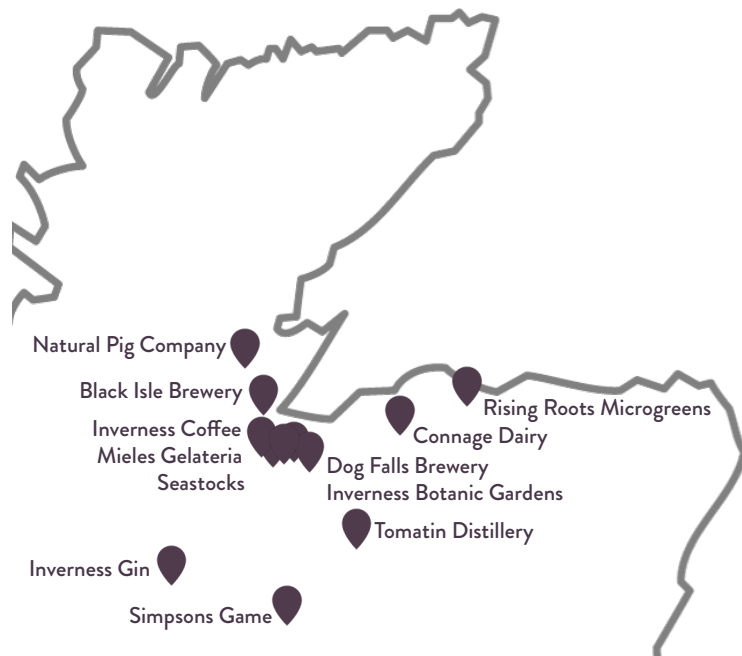 Natural Pig Company
Black Isle Brewery
Rising Roots Microgreens
Inverness Coffee
Connage Dairy
Mieles Gelateria
Dog Falls Brewery
Seastocks
Inverness Botanic Gardens
Tomatin Distillery
Inverness Gin
Simpsons Game